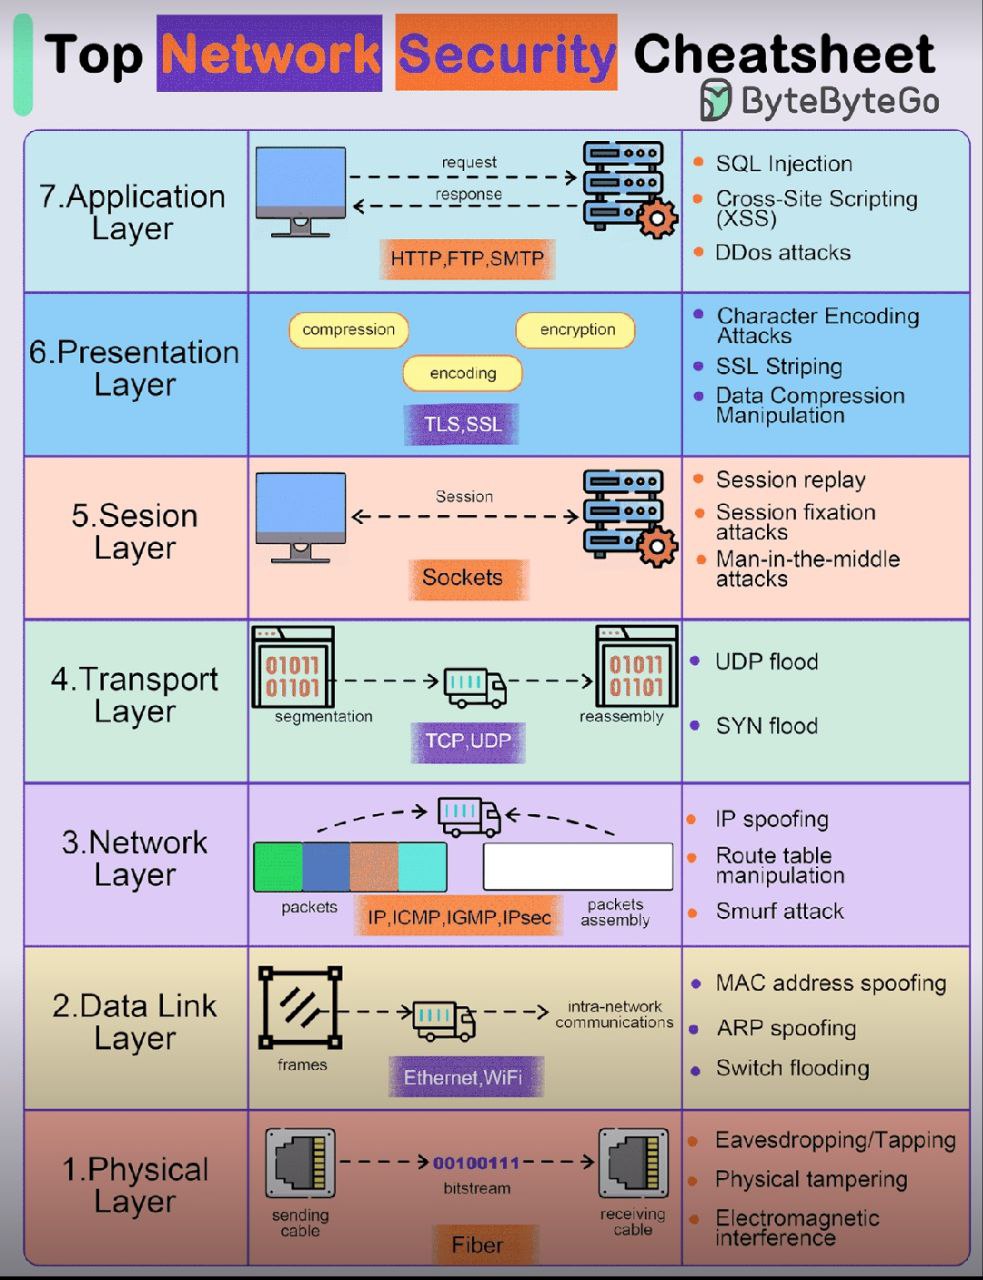 Top Network Security Cheatsheet
ByteByteGo
7.Application
Layer
request
response
HTTP,FTP,SMTP
SQL Injection
Cross-Site Scripting
(XSS)
DDos attacks
6.Presentation
Layer
compression
encryption
encoding
TLS,SSL
Character Encoding
Attacks
SSL Striping
Data Compression
Manipulation
5.Sesion
Layer
Session
Sockets
Session replay
Session fixation
attacks
Man-in-the-middle
attacks
4.Transport
Layer
01011
01101
segmentation
01011
01101
reassembly
TCP,UDP
UDP flood
SYN flood
3.Network
Layer
packets
packets
assembly
IP,ICMP,IGMP,IPsec
IP spoofing
Route table
manipulation
Smurf attack
2.Data Link
Layer
frames
intra-network
communications
Ethernet,WiFi
MAC address spoofing
ARP spoofing
Switch flooding
1.Physical
Layer
sending
cable
00100111
bitstream
receiving
cable
Fiber
Eavesdropping/Tapping
Physical tampering
Electromagnetic
interference